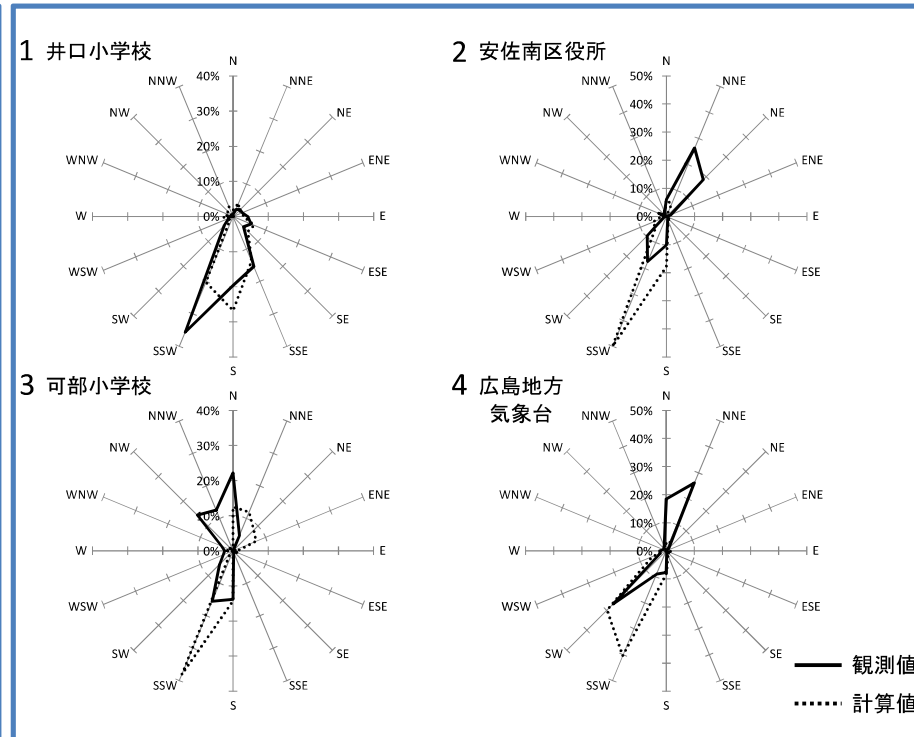 1 井口小学校
N
NNE
NE
ENE
E
ESE
SE
SSE
S
SSW
SW
WSW
W
WNW
NW
NNW
40%
30%
20%
10%
0%
2 安佐南区役所
N
NNE
NE
ENE
E
ESE
SE
SSE
S
SSW
SW
WSW
W
WNW
NW
NNW
50%
40%
30%
20%
10%
0%
3 可部小学校
N
NNE
NE
ENE
E
ESE
SE
SSE
S
SSW
SW
WSW
W
WNW
NW
NNW
40%
30%
20%
10%
0%
4 広島地方
気象台
N
NNE
NE
ENE
E
ESE
SE
SSE
S
SSW
SW
WSW
W
WNW
NW
NNW
50%
40%
30%
20%
10%
0%
観測値
計算値